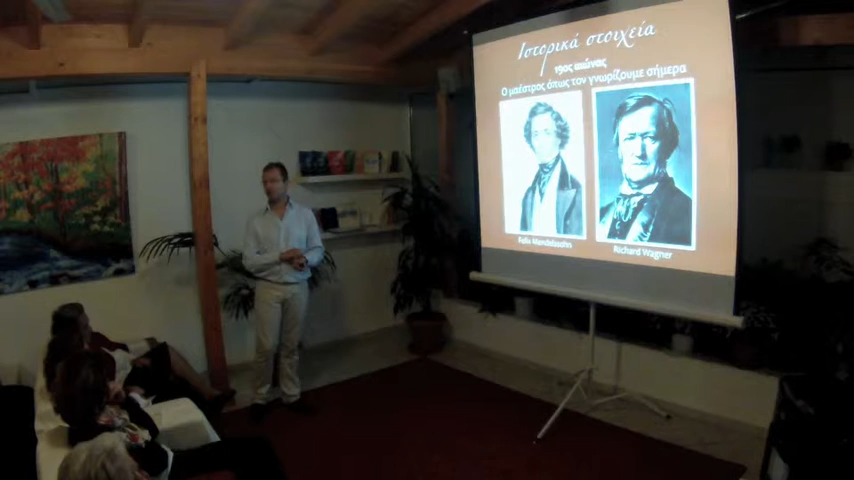 Ιστορικά στοιχεία
19ος αιώνας
Ο μαέστρος όπως τον γνωρίζουμε σήμερα
Felix Mendelssohn
Richard Wagner